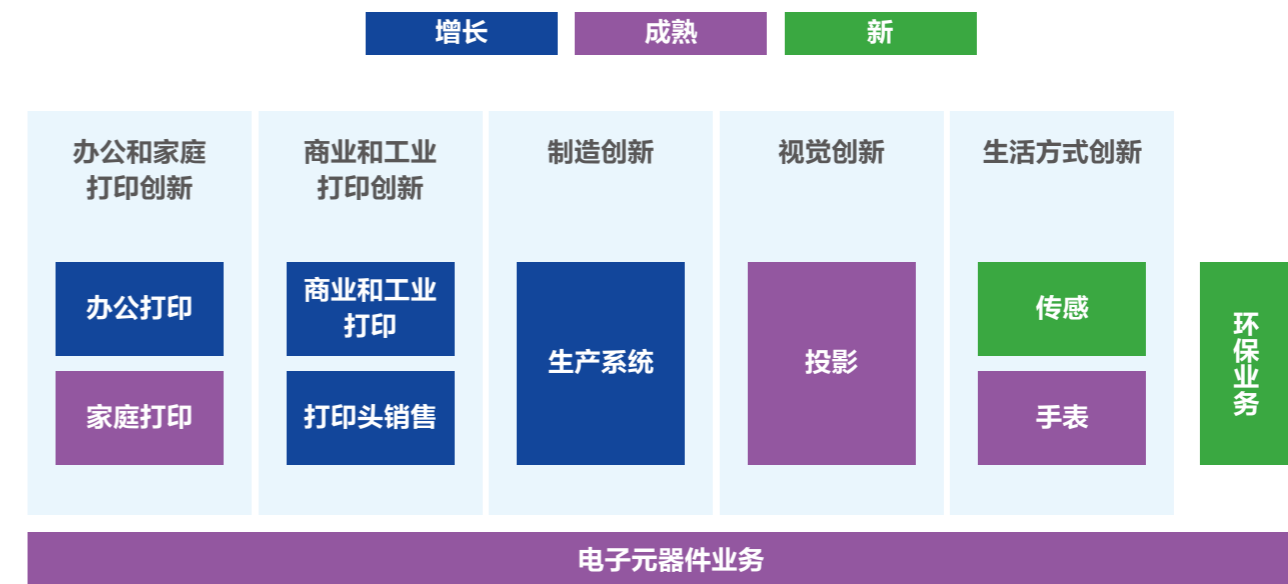 增长
成熟
新
办公和家庭
打印创新
商业和工业
打印创新
制造创新
视觉创新
生活方式创新
办公打印
家庭打印
商业和工业
打印
打印头销售
生产系统
投影
传感
手表
环保业务
电子元器件业务